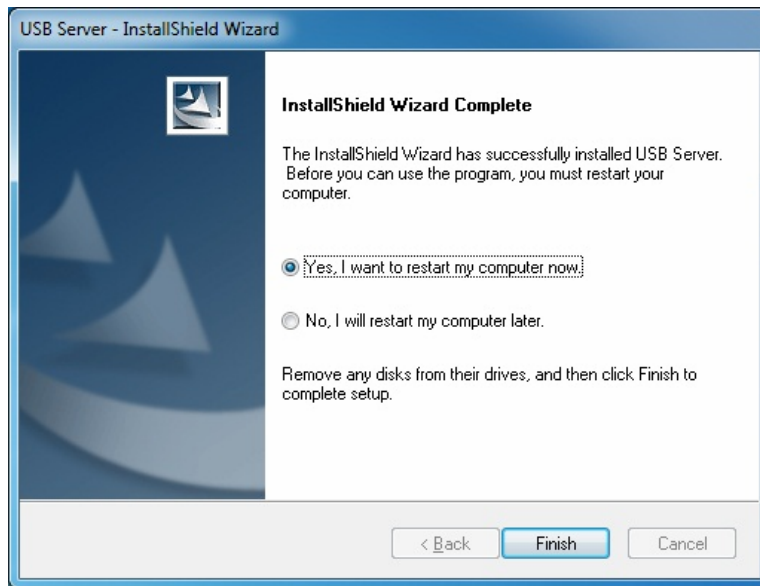 USB Server - InstallShield Wizard
InstallShield Wizard Complete
The InstallShield Wizard has successfully installed USB Server.
Before you can use the program, you must restart your
computer.
Yes, I want to restart my computer now.
No, I will restart my computer later.
Remove any disks from their drives, and then click Finish to
complete setup.
< Back
Finish
Cancel